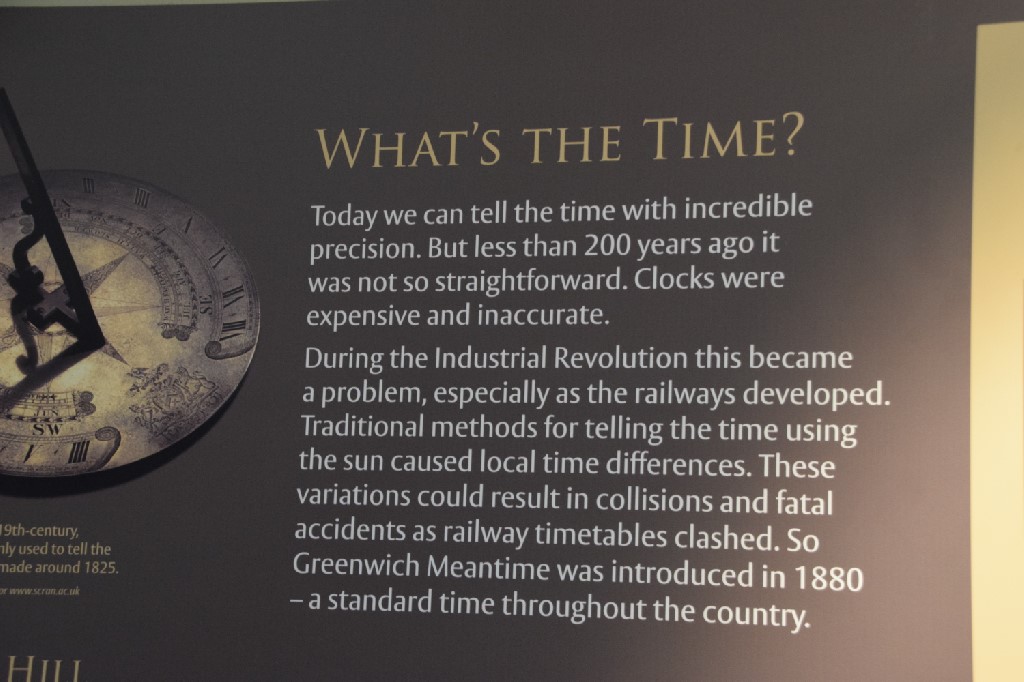 WHAT'S THE TIME?
Today we can tell the time with incredible
precision. But less than 200 years ago it
was not so straightforward. Clocks were
expensive and inaccurate.
During the Industrial Revolution this became
a problem, especially as the railways developed.
Traditional methods for telling the time using
the sun caused local time differences. These
variations could result in collisions and fatal
accidents as railway timetables clashed. So
Greenwich Meantime was introduced in 1880
– a standard time throughout the country.
SE
SW
19th-century,
used to tell the
made around 1825.
www.scran.ac.uk
HILL